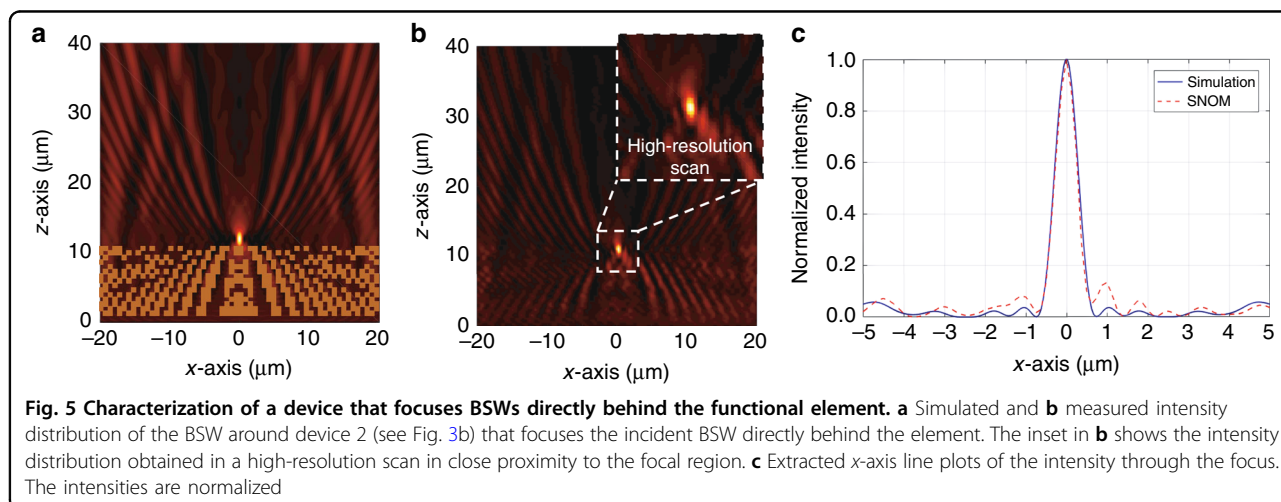 a
40
30
20
10
0
z-axis (μm)
–20
–10
0
10
20
x-axis (μm)
b
40
30
20
10
0
z-axis (μm)
High-resolution
scan
–20
–10
0
10
20
x-axis (μm)
c
1.0
0.8
0.6
0.4
0.2
0.0
Normalized intensity
Simulation
SNOM
–5
–4
–3
–2
–1
0
1
2
3
4
5
x-axis (μm)
Fig. 5 Characterization of a device that focuses BSWs directly behind the functional element. a Simulated and b measured intensity
distribution of the BSW around device 2 (see Fig. 3b) that focuses the incident BSW directly behind the element. The inset in b shows the intensity
distribution obtained in a high-resolution scan in close proximity to the focal region. c Extracted x-axis line plots of the intensity through the focus.
The intensities are normalized